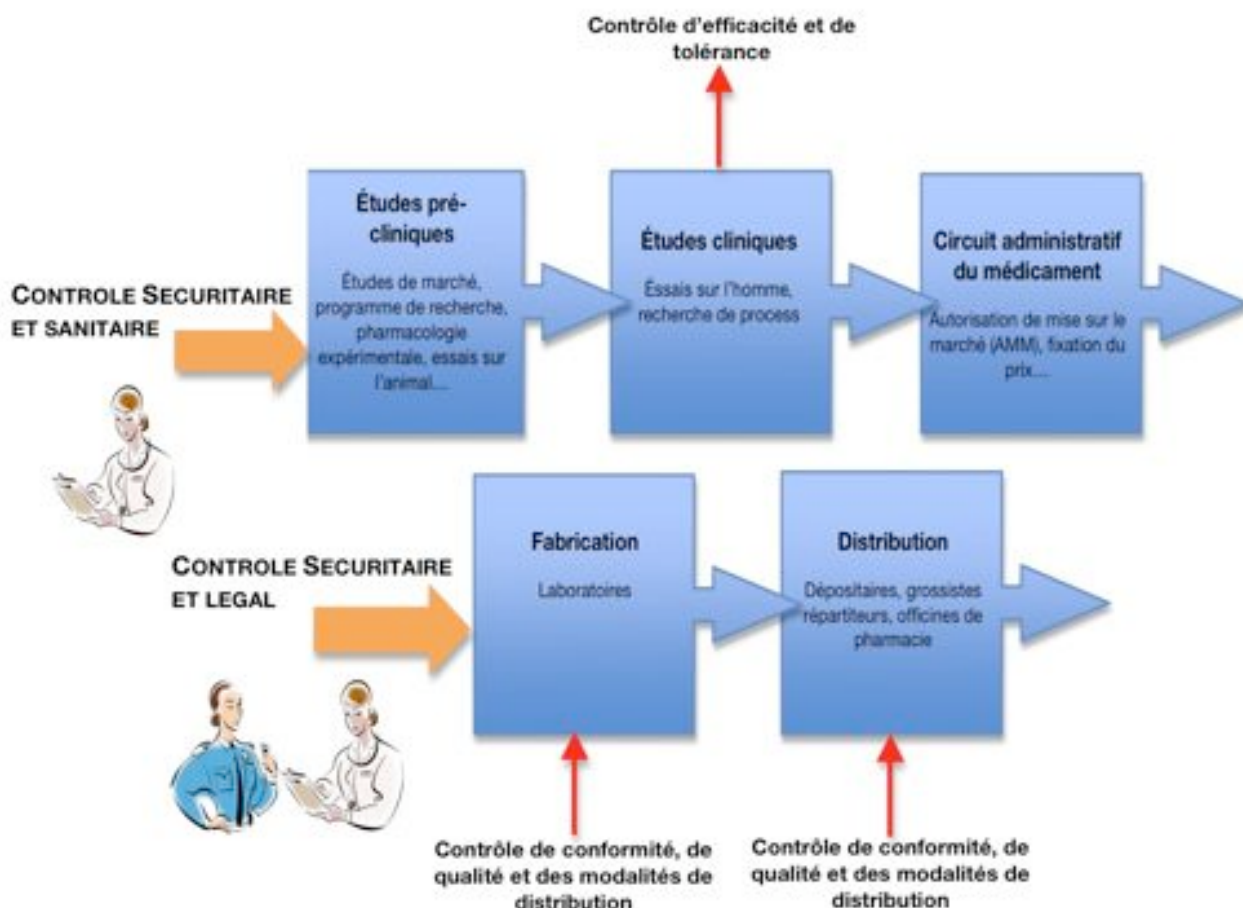 Contrôle d'efficacité et de
tolérance
Études pré-
cliniques
Études de marché,
programme de recherche,
pharmacologie
expérimentale, essais sur
l'animal....
Études cliniques
Éssais sur l'homme,
recherche de process
Circuit administratif
du médicament
Autorisation de mise sur le
marché (AMM), fixation du
prix....
CONTROLE SECURITAIRE
ET SANITAIRE
Fabrication
Laboratoires
Distribution
Dépositaires, grossistes
répartiteurs, officines de
pharmacie
CONTROLE SECURITAIRE
ET LEGAL
Contrôle de conformité, de
qualité et des modalités de
distribution
Contrôle de conformité, de
qualité et des modalités de
distribution